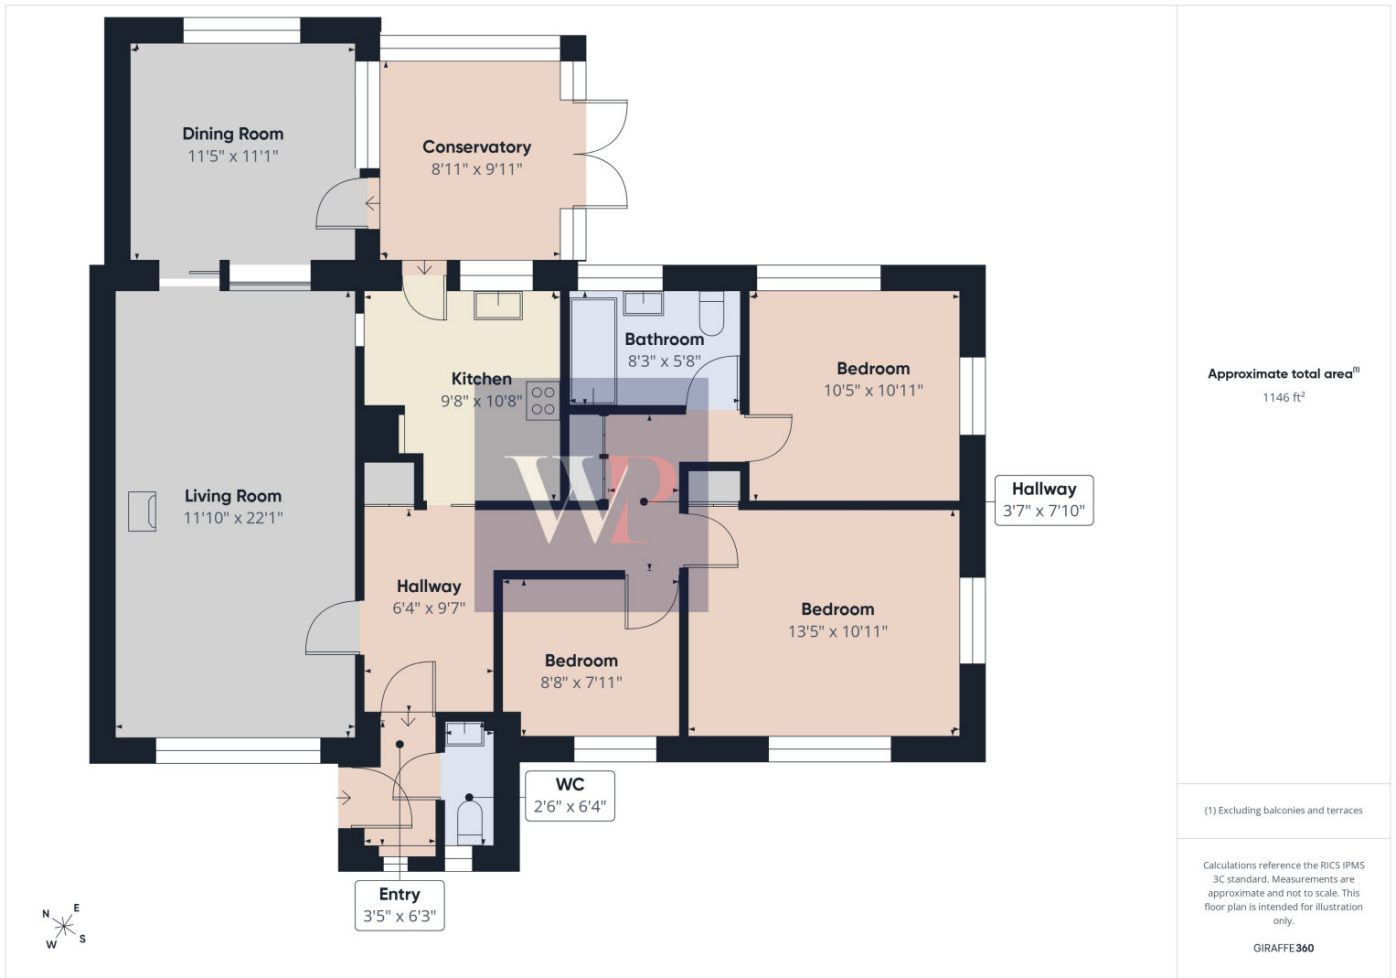 Dining Room
11'5" x 11'1"
Conservatory
8'11" x 9'11"
Kitchen
9'8" x 10'8"
Bathroom
8'3" x 5'8"
Bedroom
10'5" x 10'11"
Living Room
11'10" x 22'1"
WP
Hallway
3'7" x 7'10"
Hallway
6'4" x 9'7"
Bedroom
8'8" x 7'11"
Bedroom
13'5" x 10'11"
WC
2'6" x 6'4"
Entry
3'5" x 6'3"
N E
W S
Approximate total area(1)
1146 ft²
(1) Excluding balconies and terraces
Calculations reference the RICS IPMS
3C standard. Measurements are
approximate and not to scale. This
floor plan is intended for illustration
only.
GIRAFFE360